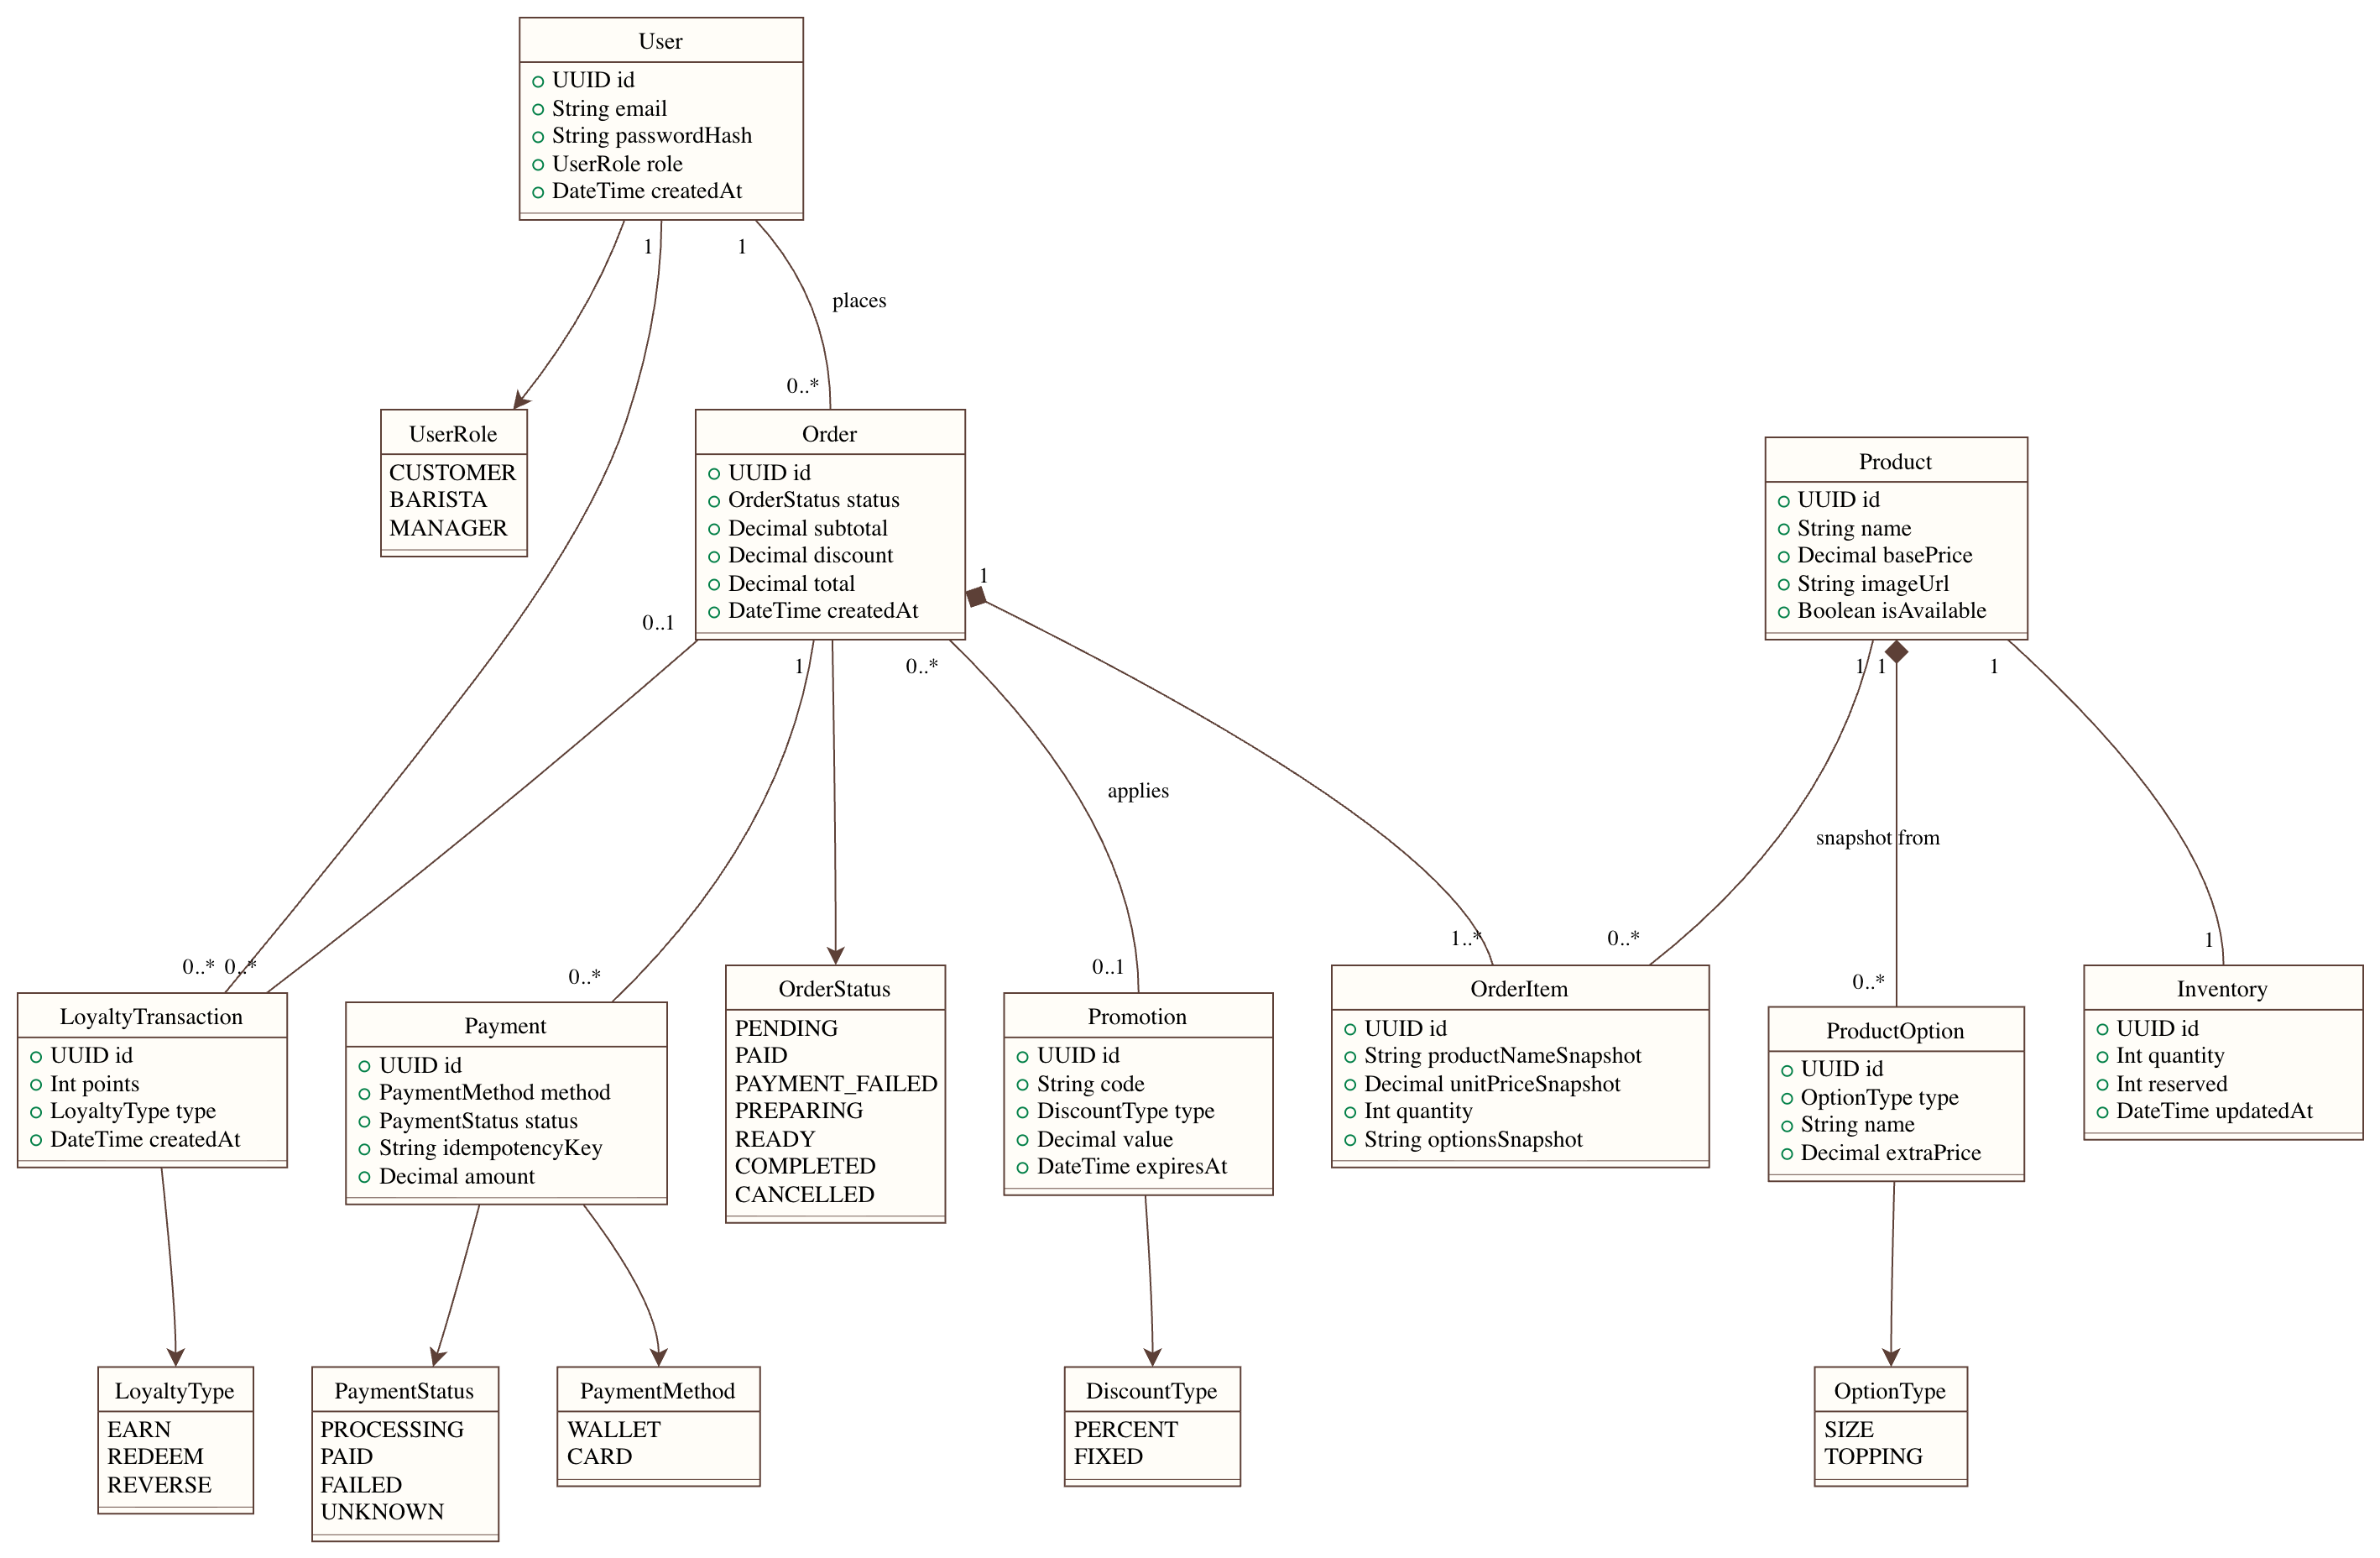 User
UUID id
String email
String passwordHash
UserRole role
DateTime createdAt
1
1
places
0..*
UserRole
CUSTOMER
BARISTA
MANAGER
Order
UUID id
OrderStatus status
Decimal subtotal
Decimal discount
Decimal total
DateTime createdAt
Product
UUID id
String name
Decimal basePrice
String imageUrl
Boolean isAvailable
1
0..1
1
0..*
1
1
1
applies
snapshot from
0..*
0..*
0..*
0..1
1..*
0..*
0..*
1
LoyaltyTransaction
UUID id
Int points
LoyaltyType type
DateTime createdAt
Payment
UUID id
PaymentMethod method
PaymentStatus status
String idempotencyKey
Decimal amount
OrderStatus
PENDING
PAID
PAYMENT_FAILED
PREPARING
READY
COMPLETED
CANCELLED
Promotion
UUID id
String code
DiscountType type
Decimal value
DateTime expiresAt
OrderItem
UUID id
String productNameSnapshot
Decimal unitPriceSnapshot
Int quantity
String optionsSnapshot
ProductOption
UUID id
OptionType type
String name
Decimal extraPrice
Inventory
UUID id
Int quantity
Int reserved
DateTime updatedAt
LoyaltyType
EARN
REDEEM
REVERSE
PaymentStatus
PROCESSING
PAID
FAILED
UNKNOWN
PaymentMethod
WALLET
CARD
DiscountType
PERCENT
FIXED
OptionType
SIZE
TOPPING